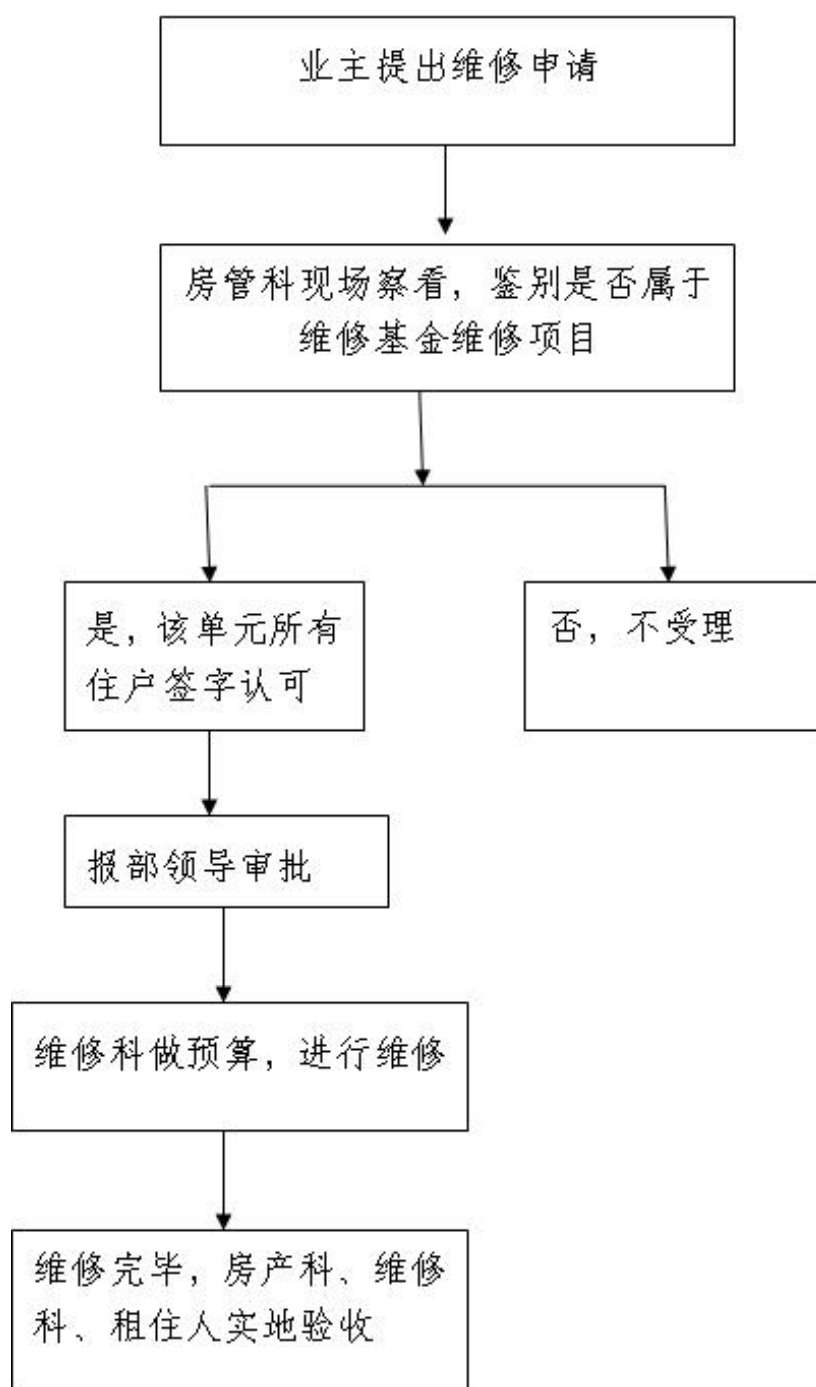 业主提出维修申请
房管科现场察看，鉴别是否属于
维修基金维修项目
是，该单元所有
住户签字认可
否，不受理
报部领导审批
维修科做预算，进行维修
维修完毕，房产科、维修
科、租住人实地验收